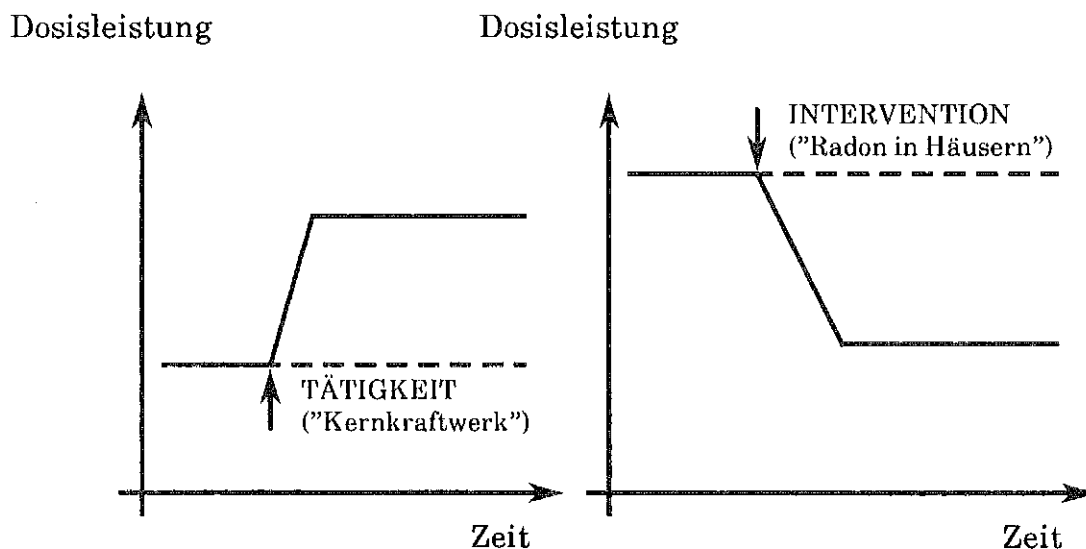 Dosisleistung
Dosisleistung
TÄTIGKEIT
("Kernkraftwerk")
Zeit
INTERVENTION
("Radon in Häusern")
Zeit